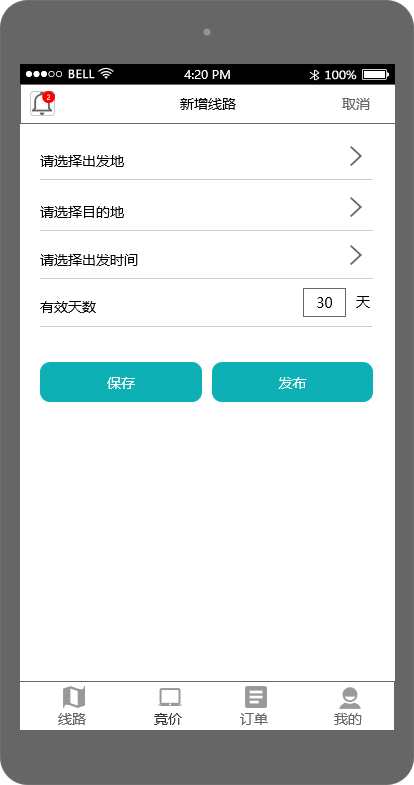 BELL 4:20 PM 100%
2 新增线路 取消
请选择出发地
请选择目的地
请选择出发时间
有效天数 30 天
保存 发布
线路 竞价 订单 我的